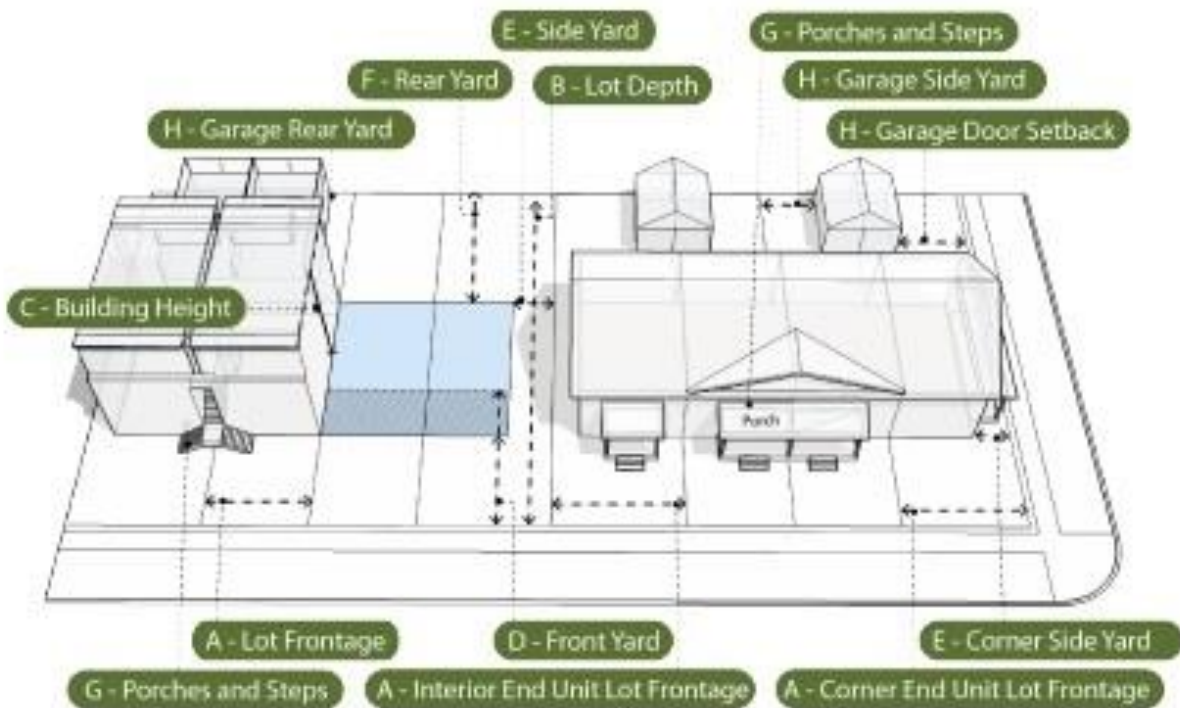 E - Side Yard
G - Porches and Steps
F - Rear Yard
B - Lot Depth
H - Garage Side Yard
H - Garage Rear Yard
H - Garage Door Setback
C - Building Height
Porch
A - Lot Frontage
D - Front Yard
E - Corner Side Yard
G - Porches and Steps
A - Interior End Unit Lot Frontage
A - Corner End Unit Lot Frontage